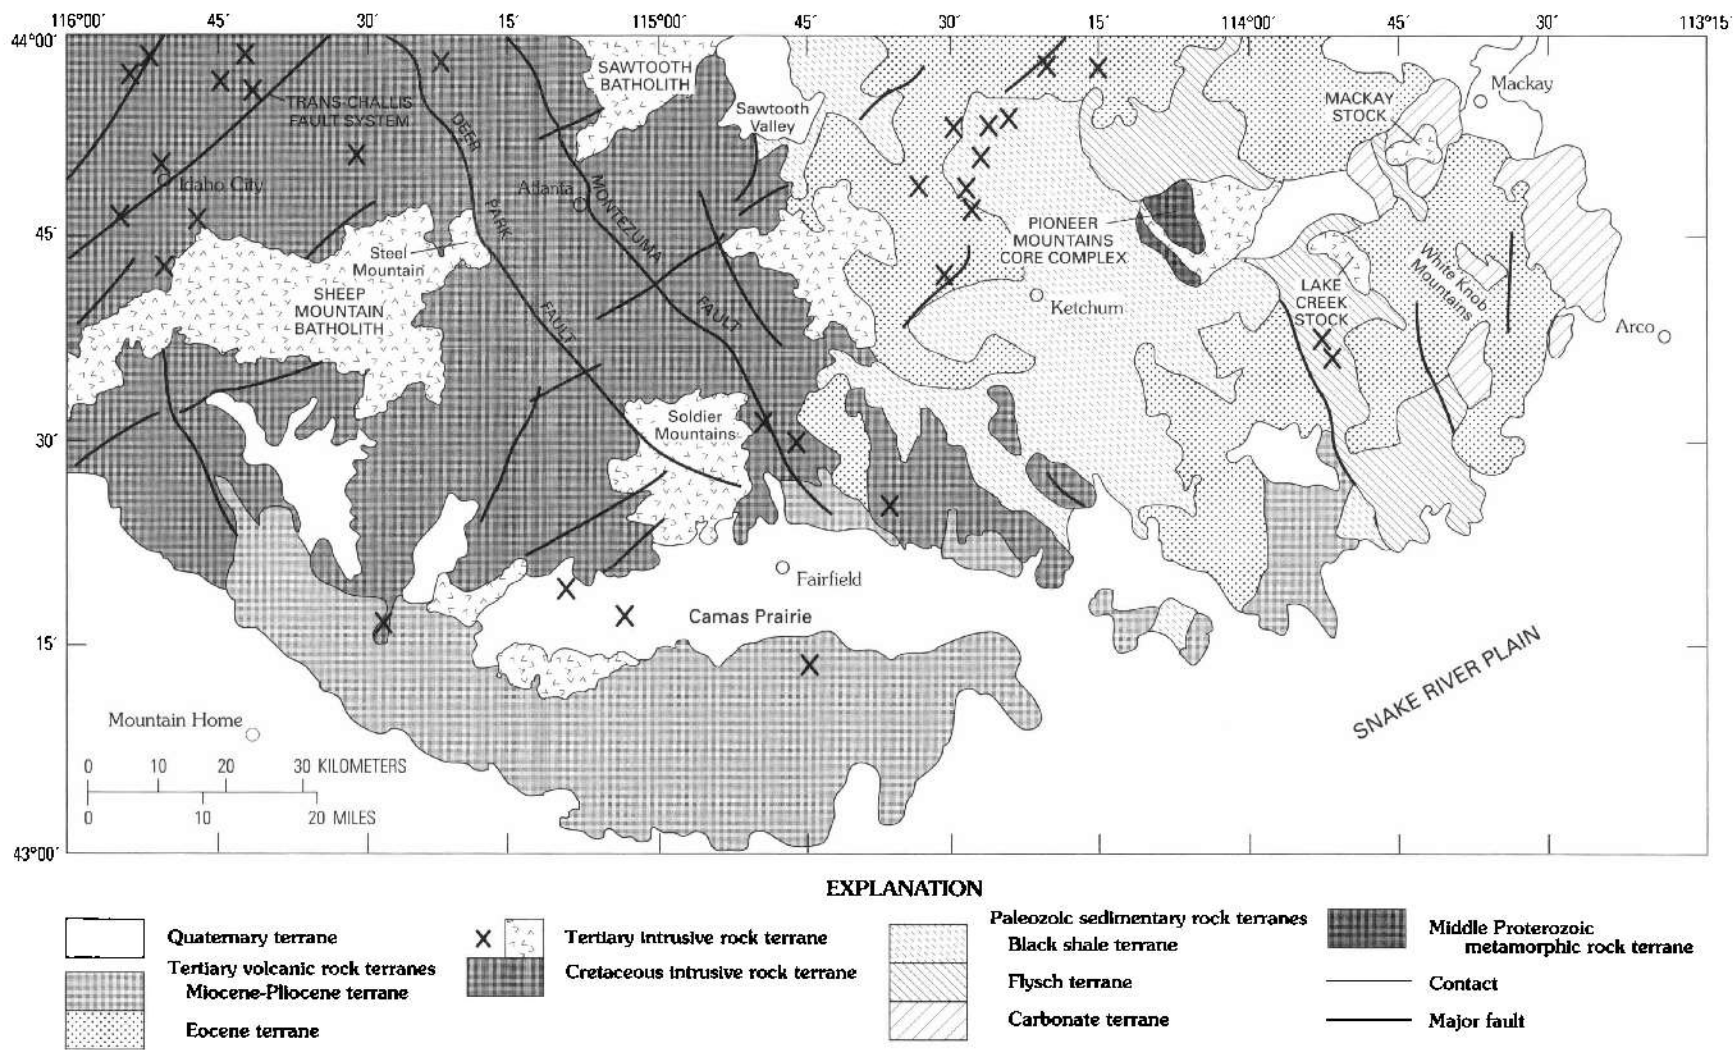 116°00′ 45′ 30′ 15′ 115°00′ 45′ 30′ 15′ 114°00′ 45′ 30′ 113°15′
44°00′
SAWTOOTH
BATHOLITH
Mackay
MACKAY
STOCK
TRANS-CHALLIS
FAULT SYSTEM
Sawtooth
Valley
DEER
PARK
FAULT
Idaho City
Atlanta
MONTEZUMA
FAULT
45′
Steel
Mountain
PIONEER
MOUNTAINS
CORE COMPLEX
SHEEP
MOUNTAIN
BATHOLITH
Ketchum
LAKE
CREEK
STOCK
White Knob
Mountains
Arco
30′
Soldier
Mountains
Fairfield
Camas Prairie
15′
SNAKE RIVER PLAIN
Mountain Home
0 10 20 30 KILOMETERS
0 10 20 MILES
43°00′
EXPLANATION
Quaternary terrane
Tertiary volcanic rock terranes
Miocene-Pliocene terrane
Eocene terrane
X
Tertiary intrusive rock terrane
Cretaceous intrusive rock terrane
Paleozoic sedimentary rock terranes
Black shale terrane
Flysch terrane
Carbonate terrane
Middle Proterozoic
metamorphic rock terrane
Contact
Major fault